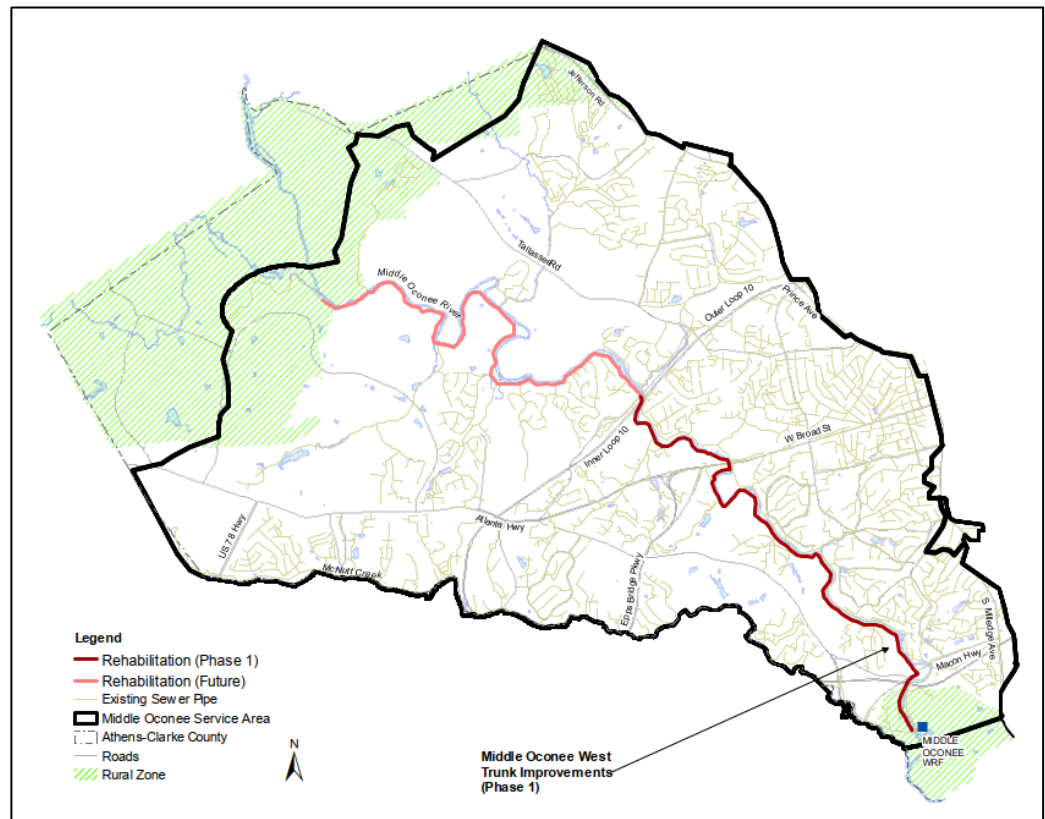 Jefferson Rd
Tallassee Rd
Middle Oconee River
Outer Loop 10
Prince Ave
W Broad St
Inner Loop 10
Atlanta Hwy
US 78 Hwy
McNutt Creek
Epps Bridge Pkwy
S Milledge Ave
Macon Hwy
MIDDLE
OCONEE
WRF
Middle Oconee West
Trunk Improvements
(Phase 1)
N
Legend
Rehabilitation (Phase 1)
Rehabilitation (Future)
Existing Sewer Pipe
Middle Oconee Service Area
Athens-Clarke County
Roads
Rural Zone